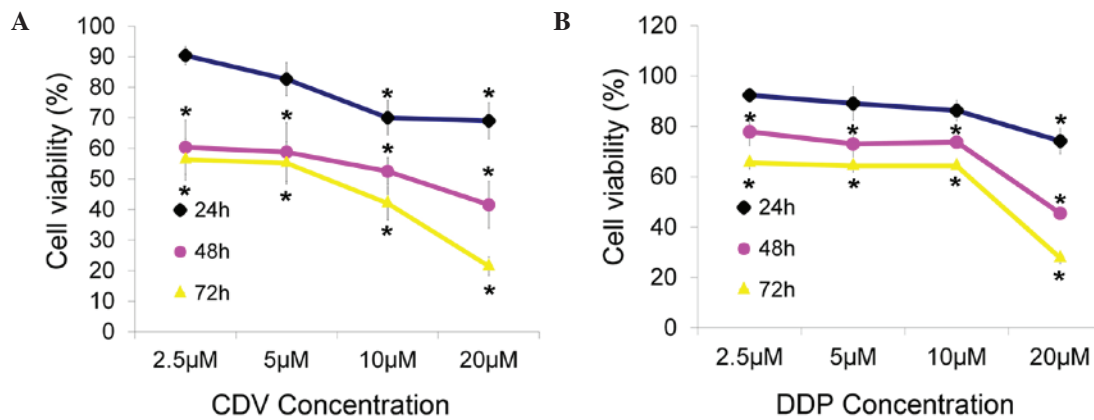 A
100
90
80
70
60
50
40
30
20
10
0
Cell viability (%)
*
*
*
*
*
*
*
*
*
*
24h
48h
72h
2.5µM 5µM 10µM 20µM
CDV Concentration
B
120
100
80
60
40
20
0
Cell viability (%)
*
*
*
*
*
*
*
*
*
24h
48h
72h
2.5µM 5µM 10µM 20µM
DDP Concentration